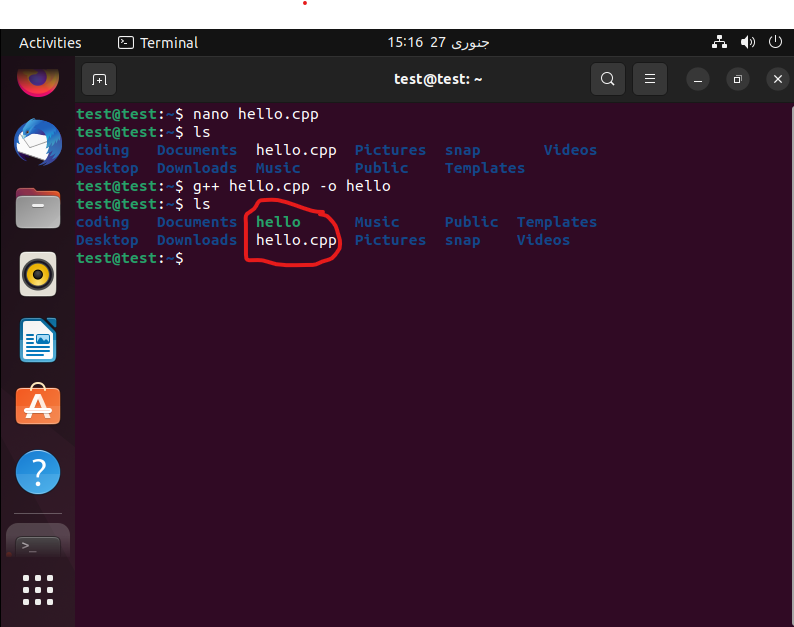 Activities Terminal 15:16 27 جنوری
test@test: ~
test@test:~$ nano hello.cpp
test@test:~$ ls
coding Documents hello.cpp Pictures snap Videos
Desktop Downloads Music Public Templates
test@test:~$ g++ hello.cpp -o hello
test@test:~$ ls
coding Documents hello Music Public Templates
Desktop Downloads hello.cpp Pictures snap Videos
test@test:~$